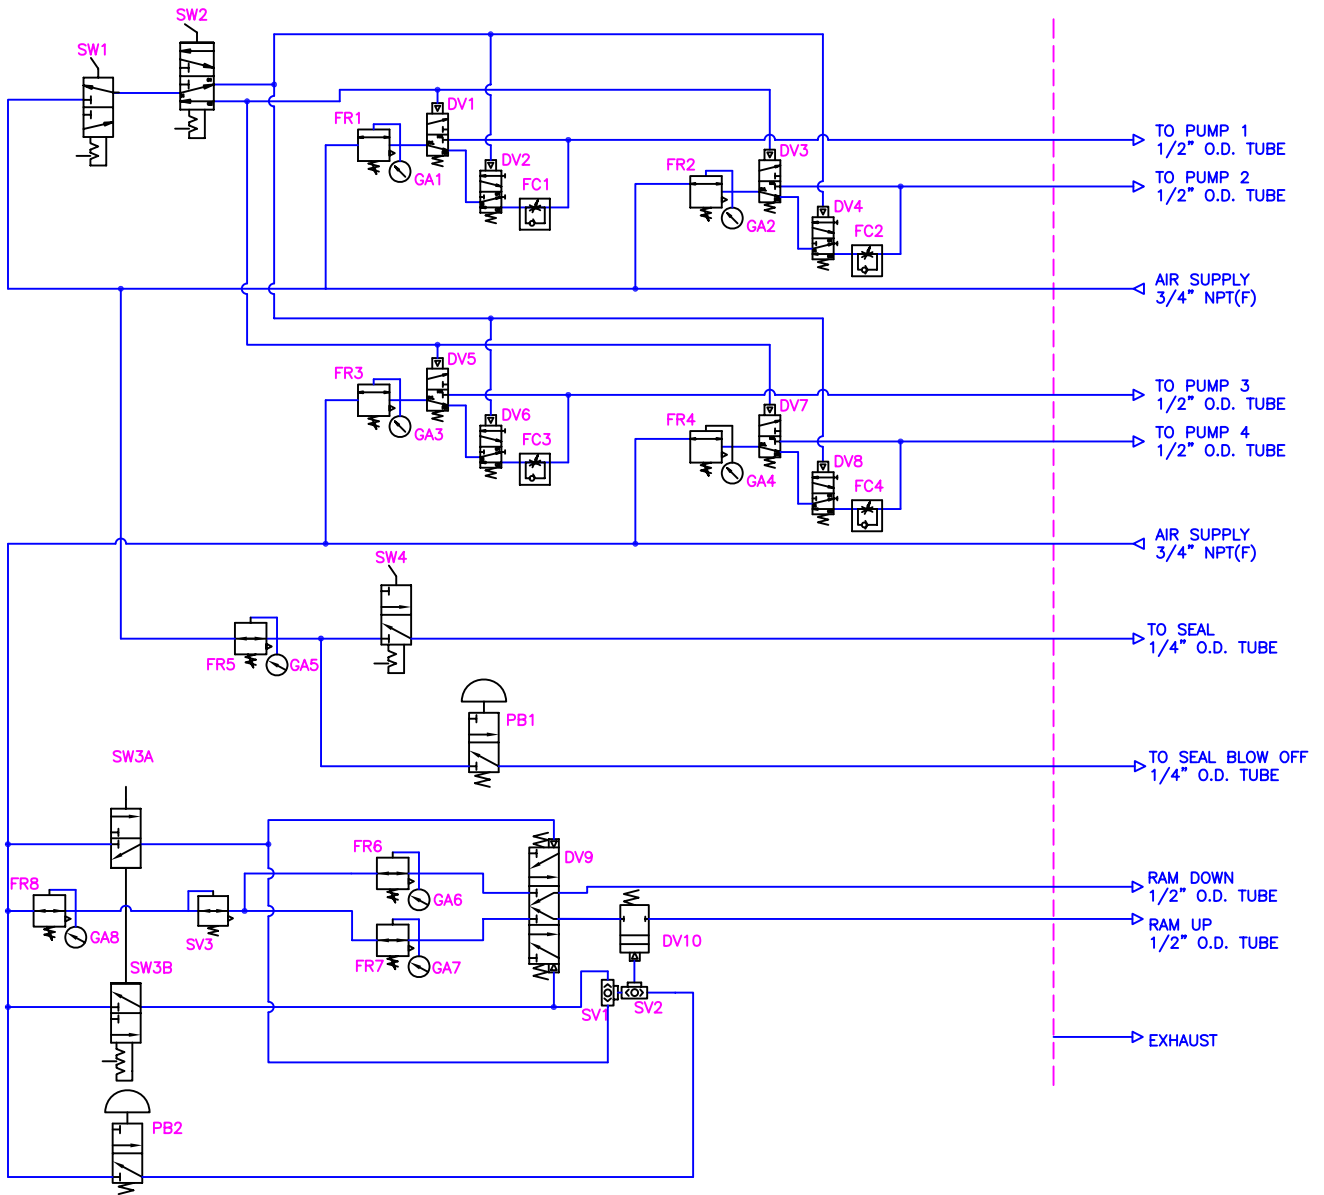 SW2
SW1
DV1
FR1
TO PUMP 1
1/2" O.D. TUBE
DV2
DV3
FR2
GA1
FC1
TO PUMP 2
1/2" O.D. TUBE
DV4
GA2
FC2
AIR SUPPLY
3/4" NPT(F)
DV5
FR3
TO PUMP 3
1/2" O.D. TUBE
DV6
DV7
FR4
GA3
FC3
TO PUMP 4
1/2" O.D. TUBE
DV8
GA4
FC4
AIR SUPPLY
3/4" NPT(F)
SW4
TO SEAL
1/4" O.D. TUBE
FR5
GA5
PB1
SW3A
TO SEAL BLOW OFF
1/4" O.D. TUBE
FR6
DV9
FR8
RAM DOWN
1/2" O.D. TUBE
GA6
GA8
SV3
DV10
RAM UP
1/2" O.D. TUBE
SW3B
FR7
GA7
SV1
SV2
EXHAUST
PB2